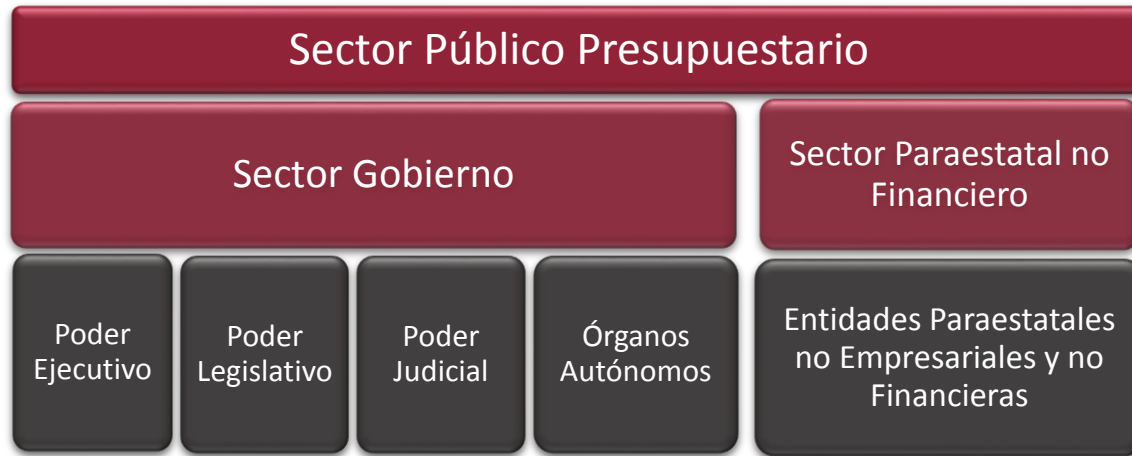 Sector Público Presupuestario
Sector Gobierno
Sector Paraestatal no
Financiero
Poder
Ejecutivo
Poder
Legislativo
Poder
Judicial
Órganos
Autónomos
Entidades Paraestatales
no Empresariales y no
Financieras